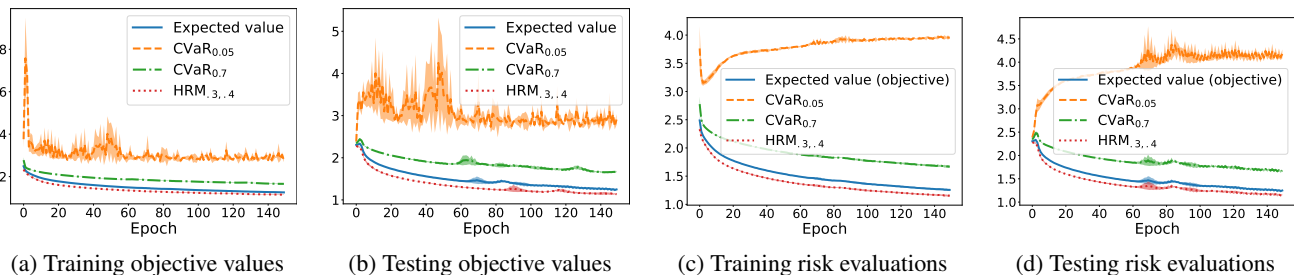 8
6
4
2
0 20 40 60 80 100 120 140
Epoch
Expected value
CVaR0.05
CVaR0.7
HRM.3,.4
(a) Training objective values
5
4
3
2
1
0 20 40 60 80 100 120 140
Epoch
Expected value
CVaR0.05
CVaR0.7
HRM.3,.4
(b) Testing objective values
4.0
3.5
3.0
2.5
2.0
1.5
1.0
0 20 40 60 80 100 120 140
Epoch
Expected value (objective)
CVaR0.05
CVaR0.7
HRM.3,.4
(c) Training risk evaluations
4.5
4.0
3.5
3.0
2.5
2.0
1.5
1.0
0 20 40 60 80 100 120 140
Epoch
Expected value (objective)
CVaR0.05
CVaR0.7
HRM.3,.4
(d) Testing risk evaluations